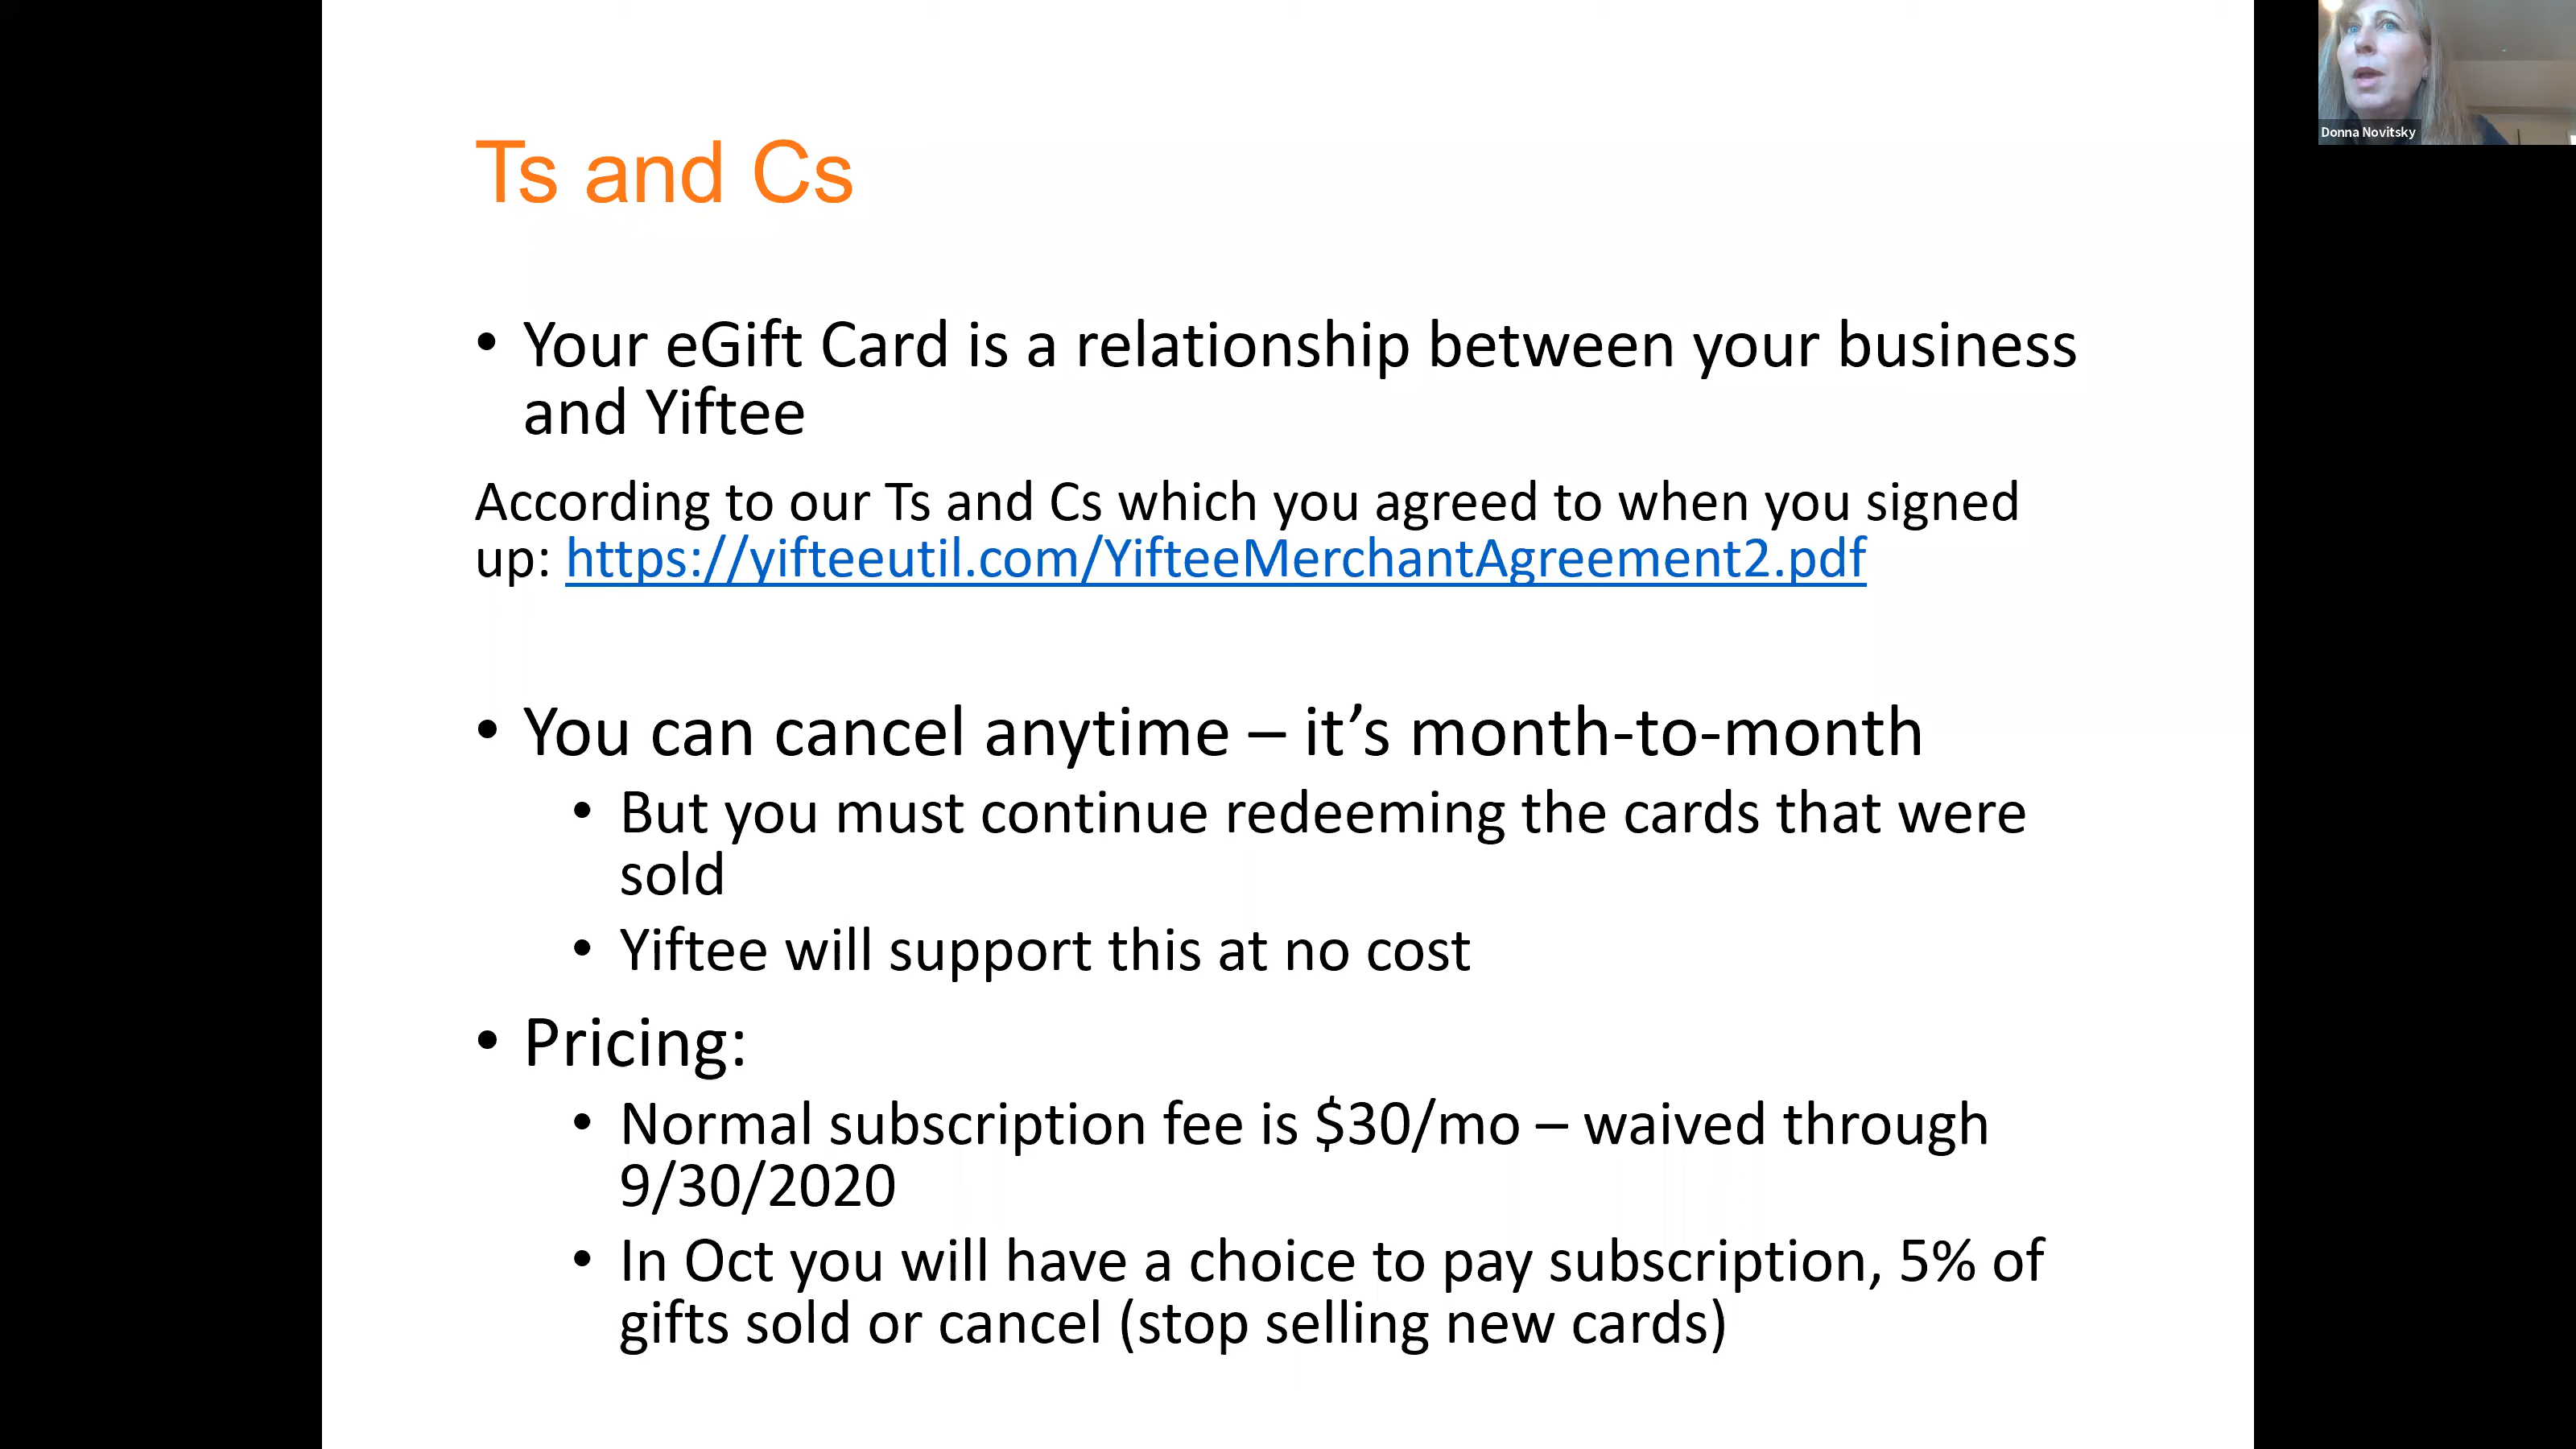 Donna Novitsky
Ts and Cs
• Your eGift Card is a relationship between your business
and Yiftee
According to our Ts and Cs which you agreed to when you signed
up: https://yifteeutil.com/YifteeMerchantAgreement2.pdf
• You can cancel anytime – it’s month-to-month
• But you must continue redeeming the cards that were
sold
• Yiftee will support this at no cost
• Pricing:
• Normal subscription fee is $30/mo – waived through
9/30/2020
• In Oct you will have a choice to pay subscription, 5% of
gifts sold or cancel (stop selling new cards)